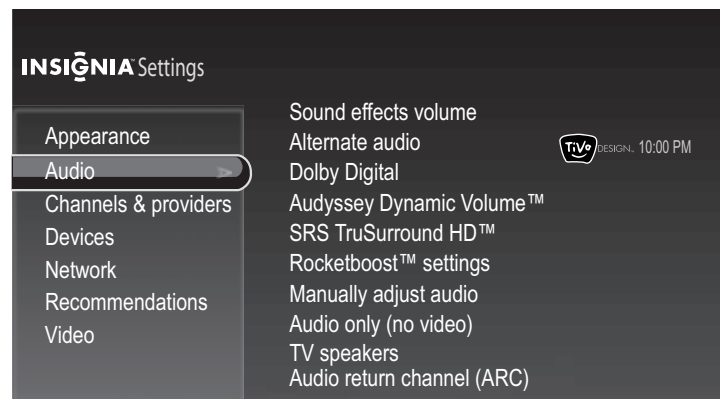 INSIGNIA™ Settings
Appearance
Audio
Channels & providers
Devices
Network
Recommendations
Video
Sound effects volume
Alternate audio
Dolby Digital
Audyssey Dynamic Volume™
SRS TruSurround HD™
Rocketboost™ settings
Manually adjust audio
Audio only (no video)
TV speakers
Audio return channel (ARC)
TiVo DESIGN. 10:00 PM